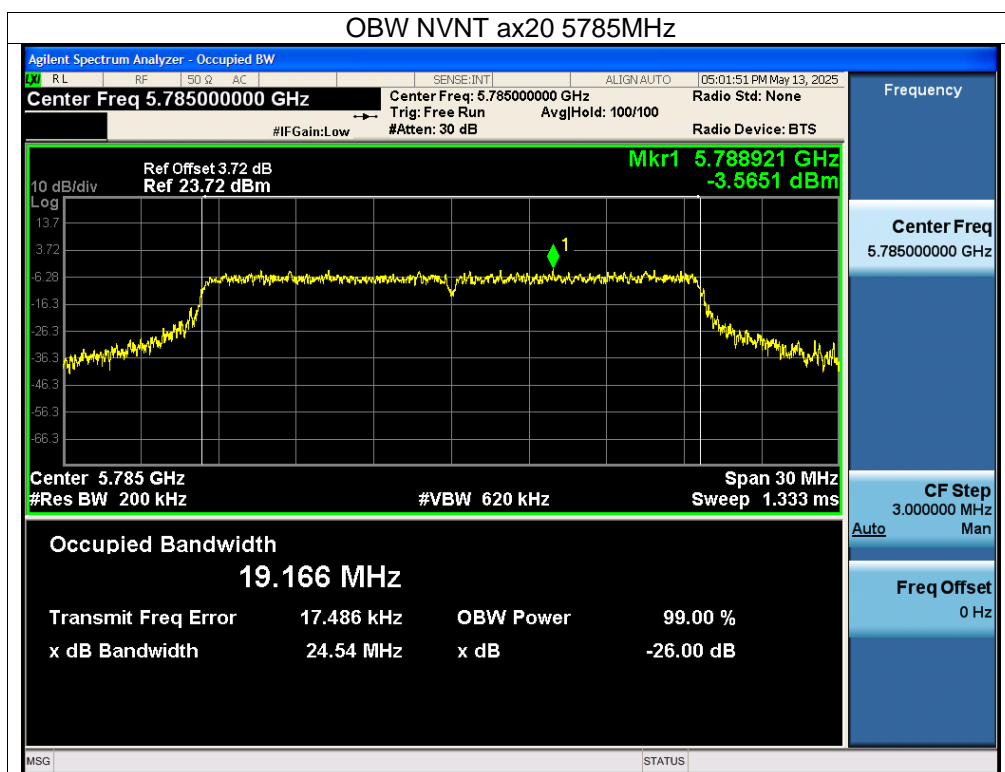 OBW NVNT ax20 5785MHz
Agilent Spectrum Analyzer - Occupied BW
LXI RL RF 50 Ω AC SENSE:INT ALIGN AUTO 05:01:51 PM May 13, 2025
Center Freq 5.785000000 GHz Center Freq: 5.785000000 GHz Radio Std: None
Trig: Free Run Avg|Hold: 100/100
#IFGain:Low #Atten: 30 dB Radio Device: BTS
Mkr1 5.788921 GHz
-3.5651 dBm
Ref Offset 3.72 dB
10 dB/div Ref 23.72 dBm
Log
13.7
3.72
-6.28
-16.3
-26.3
-36.3
-46.3
-56.3
-66.3
1
Center 5.785 GHz Span 30 MHz
#Res BW 200 kHz #VBW 620 kHz Sweep 1.333 ms
Occupied Bandwidth
19.166 MHz
Transmit Freq Error 17.486 kHz OBW Power 99.00 %
x dB Bandwidth 24.54 MHz x dB -26.00 dB
Frequency
Center Freq
5.785000000 GHz
CF Step
3.000000 MHz
Auto Man
Freq Offset
0 Hz
MSG STATUS